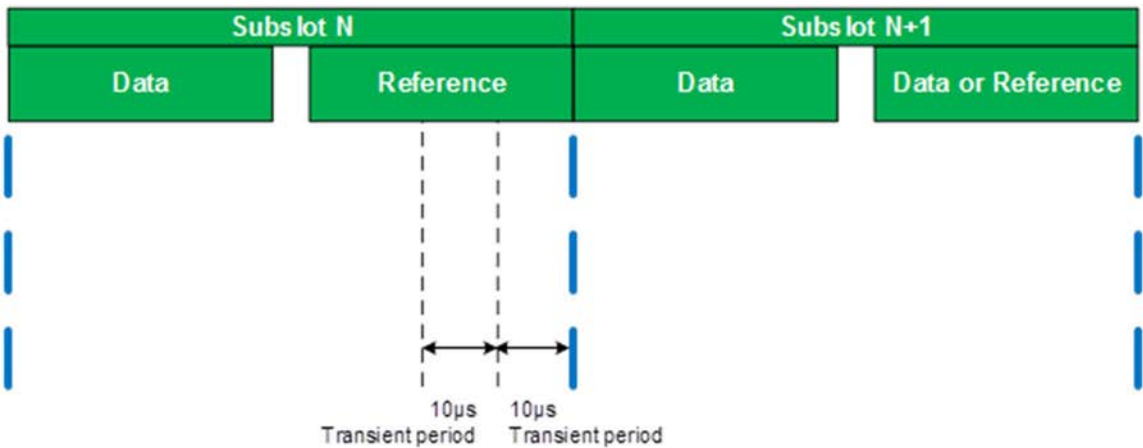 Subslot N
Subslot N+1
Data
Reference
Data
Data or Reference
10µs
Transient period
10µs
Transient period